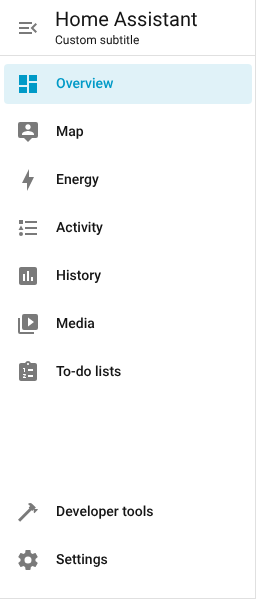 Home Assistant
Custom subtitle
Overview
Map
Energy
Activity
History
Media
To-do lists
Developer tools
Settings